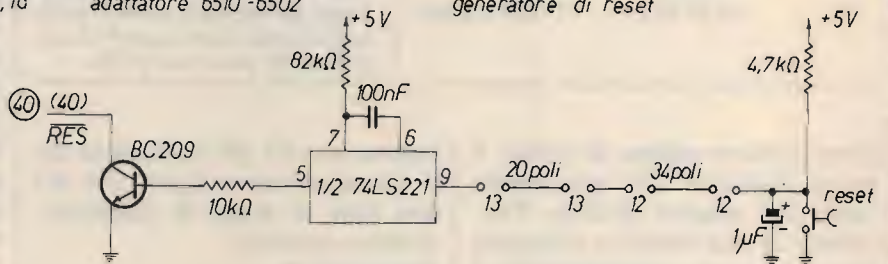 ,10 adattatore 6510-6502 generatore di reset
+5V +5V
82kΩ 4,7kΩ
100nF
40 (40)
RES
7 6
BC209
5 1/2 74LS221 9 20poli 34poli
10kΩ 13 13 12 12 reset
1µF + -